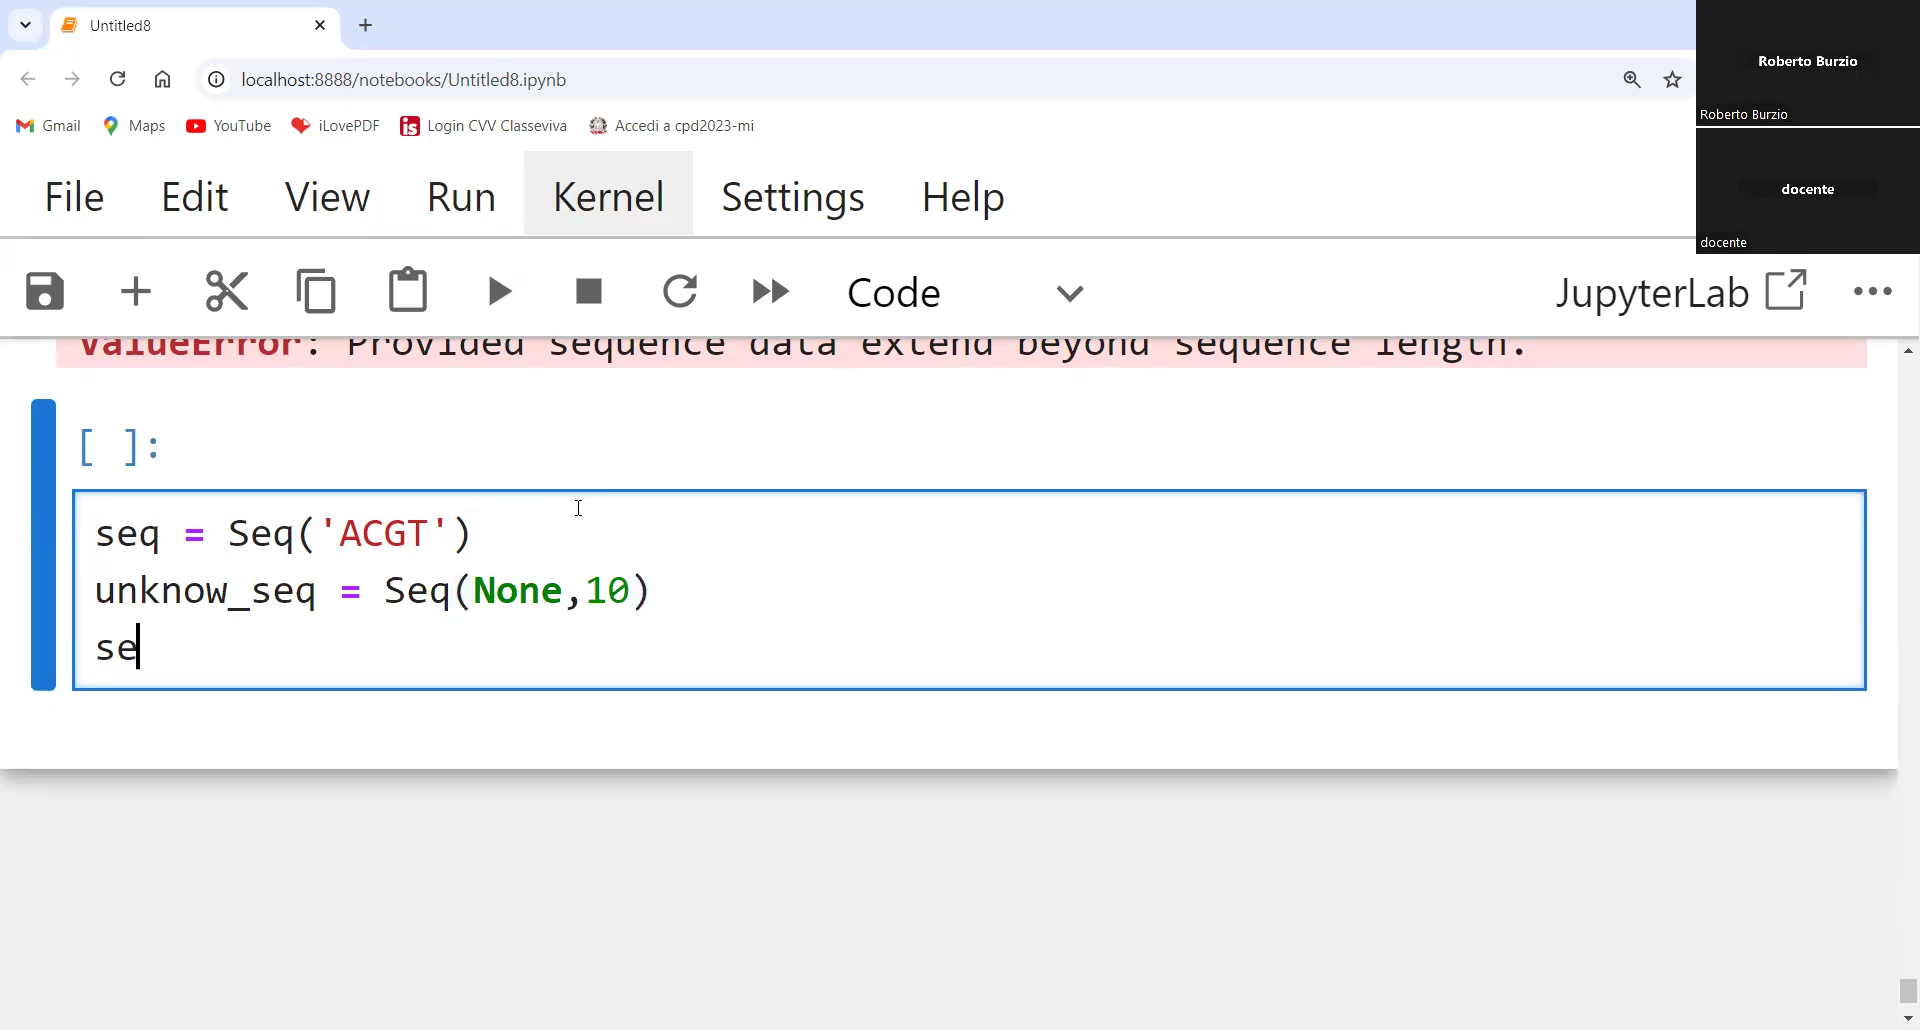 Untitled8
localhost:8888/notebooks/Untitled8.ipynb
Gmail Maps YouTube iLovePDF Login CVV Classeviva Accedi a cpd2023-mi
Roberto Burzio
Roberto Burzio
docente
docente
File Edit View Run Kernel Settings Help
Code JupyterLab
ValueError: Provided sequence data extend beyond sequence length.
[ ]:
seq = Seq('ACGT')
unknow_seq = Seq(None,10)
se